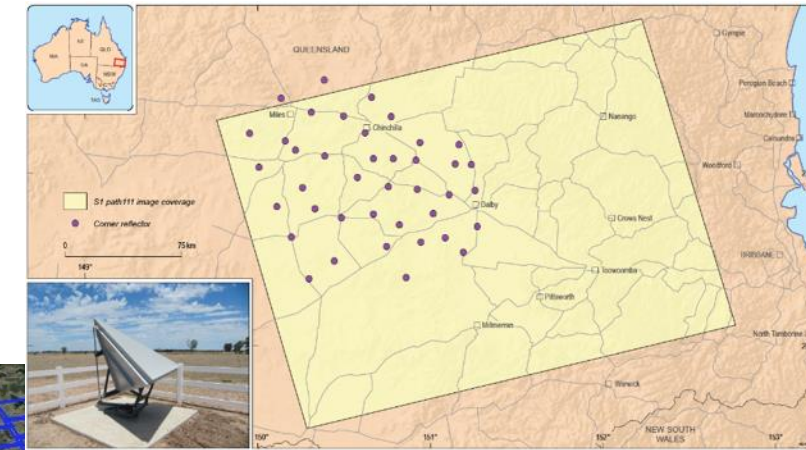 WA
NT
QLD
SA
NSW
TAS
QUEENSLAND
Gympie
Peregian Beach
Maroochydore
Caloundra
Miles
Chinchilla
Nanango
Woodford
S1 path111 image coverage
Corner reflector
0
75 km
149°
Dalby
Crows Nest
BRISBANE
Toowoomba
Pittsworth
Millmerran
North Tamborine
Warwick
NEW SOUTH
WALES
150°
151°
152°
153°